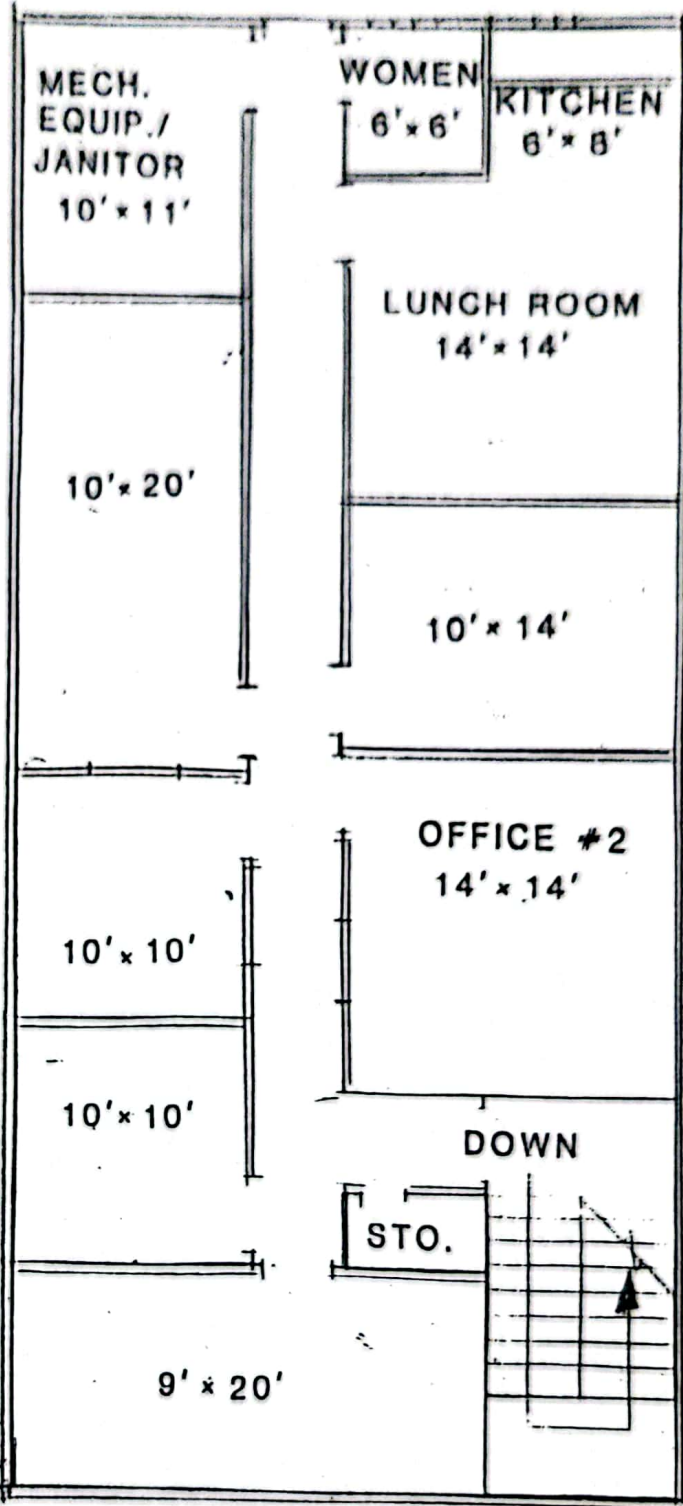 MECH.
EQUIP./
JANITOR
10' x 11'
WOMEN
6' x 6'
KITCHEN
6' x 8'
LUNCH ROOM
14' x 14'
10' x 20'
10' x 14'
OFFICE #2
14' x 14'
10' x 10'
10' x 10'
DOWN
STO.
9' x 20'